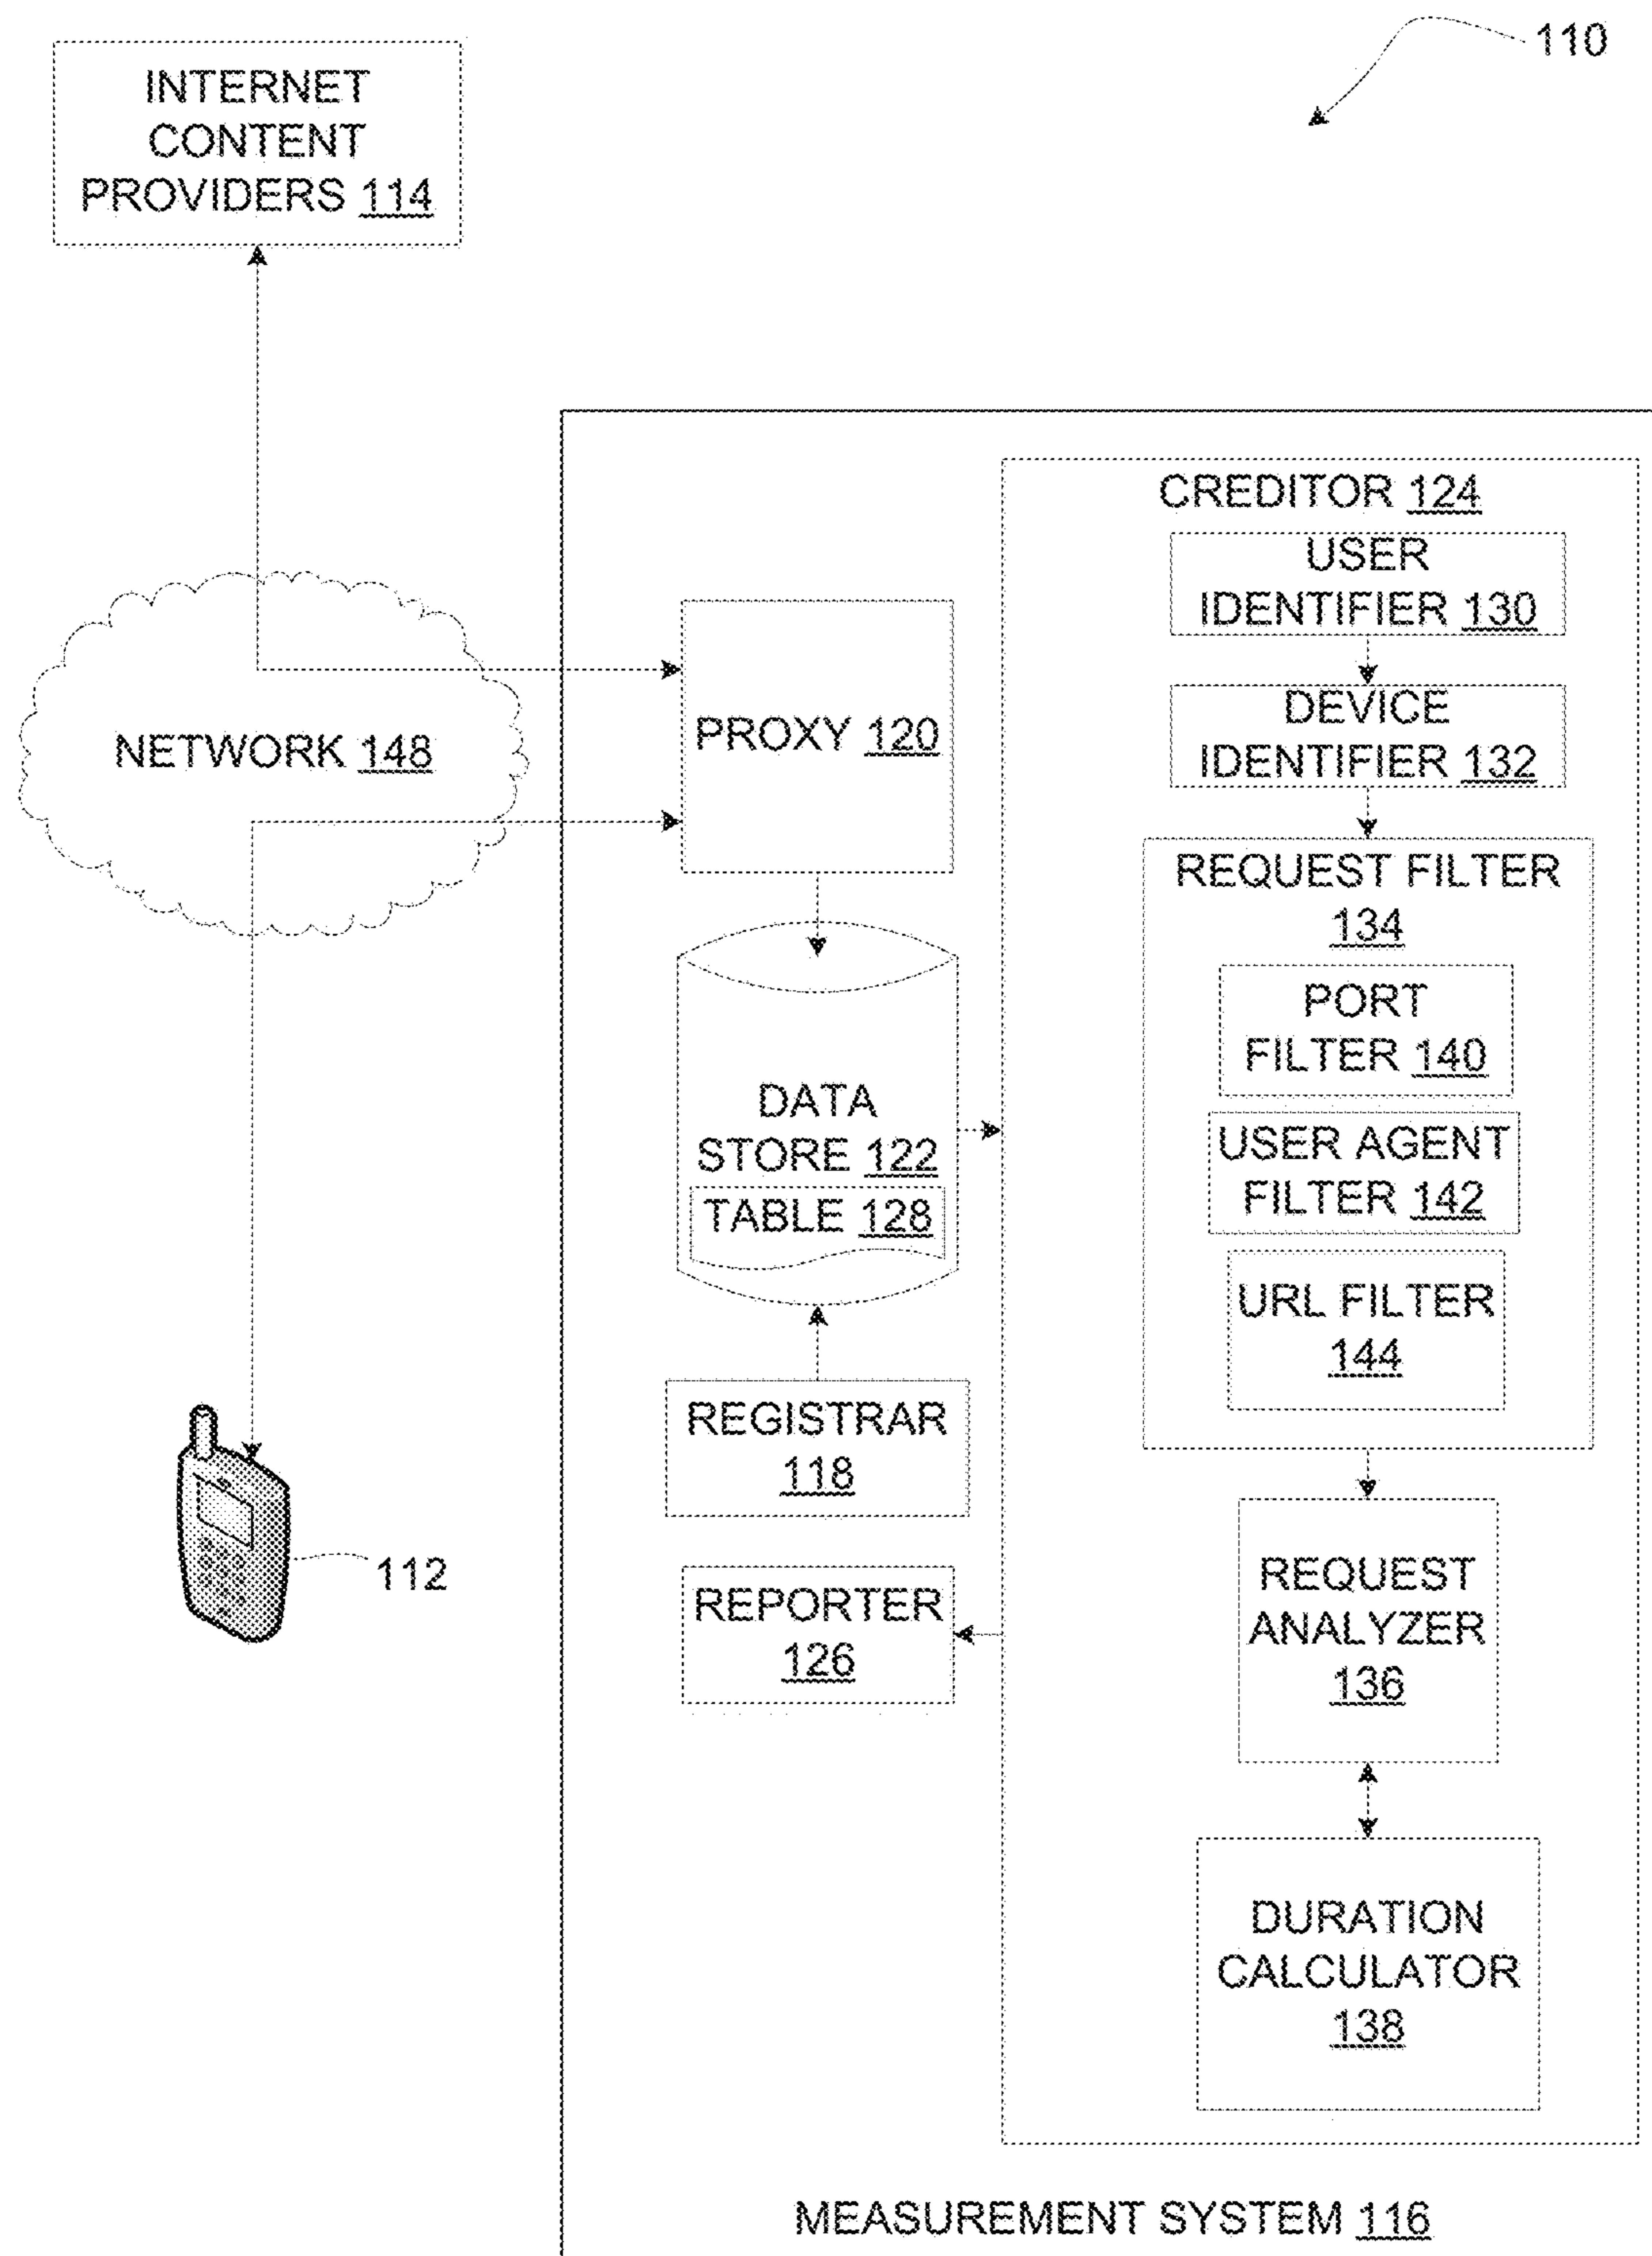 110
INTERNET
CONTENT
PROVIDERS 114
CREDITOR 124
USER
IDENTIFIER 130
DEVICE
IDENTIFIER 132
NETWORK 148
PROXY 120
REQUEST FILTER
134
PORT
FILTER 140
USER AGENT
FILTER 142
URL FILTER
144
DATA
STORE 122
TABLE 128
REGISTRAR
118
REPORTER
126
112
REQUEST
ANALYZER
136
DURATION
CALCULATOR
138
MEASUREMENT SYSTEM 116